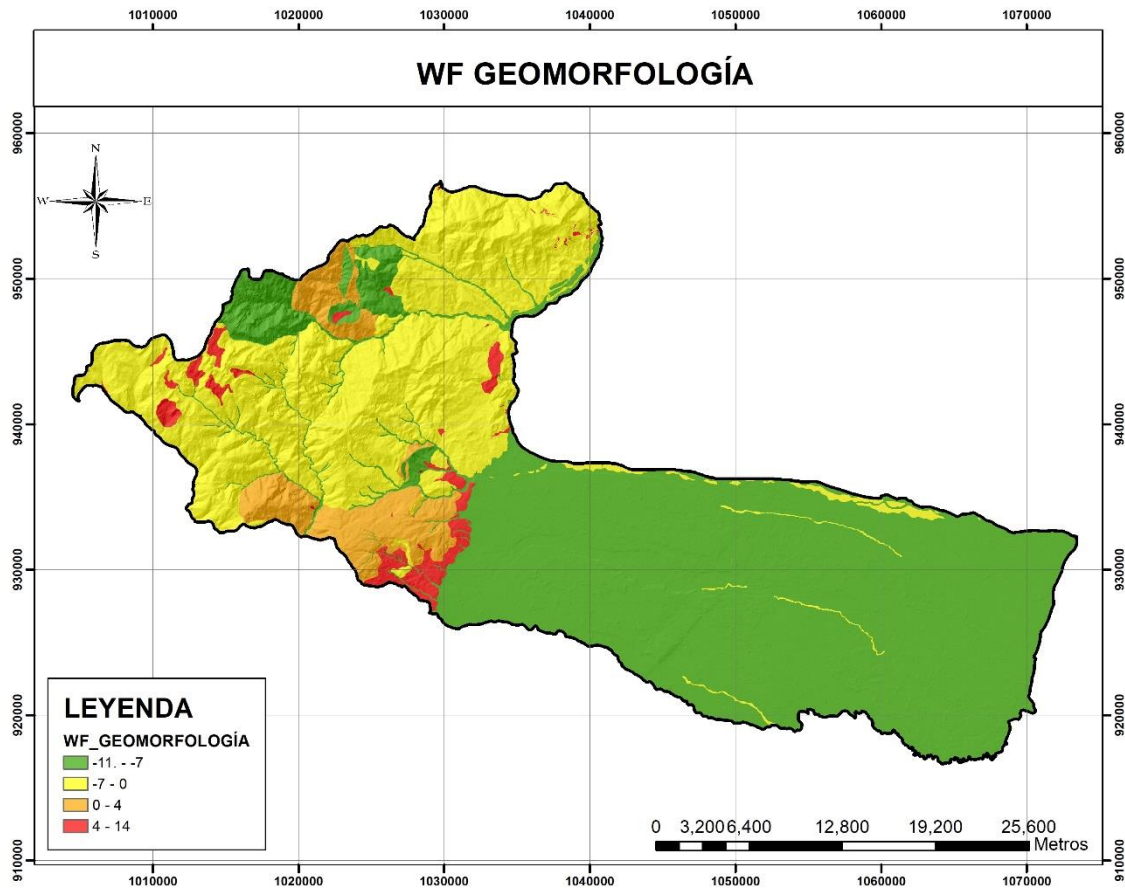 1010000 1020000 1030000 1040000 1050000 1060000 1070000
WF GEOMORFOLOGÍA
960000 960000
N
W E
S
950000 950000
940000 940000
930000 930000
920000 920000
910000 910000
LEYENDA
WF_GEOMORFOLOGÍA
-11. - -7
-7 - 0
0 - 4
4 - 14
0 3,200 6,400 12,800 19,200 25,600
Metros
1010000 1020000 1030000 1040000 1050000 1060000 1070000